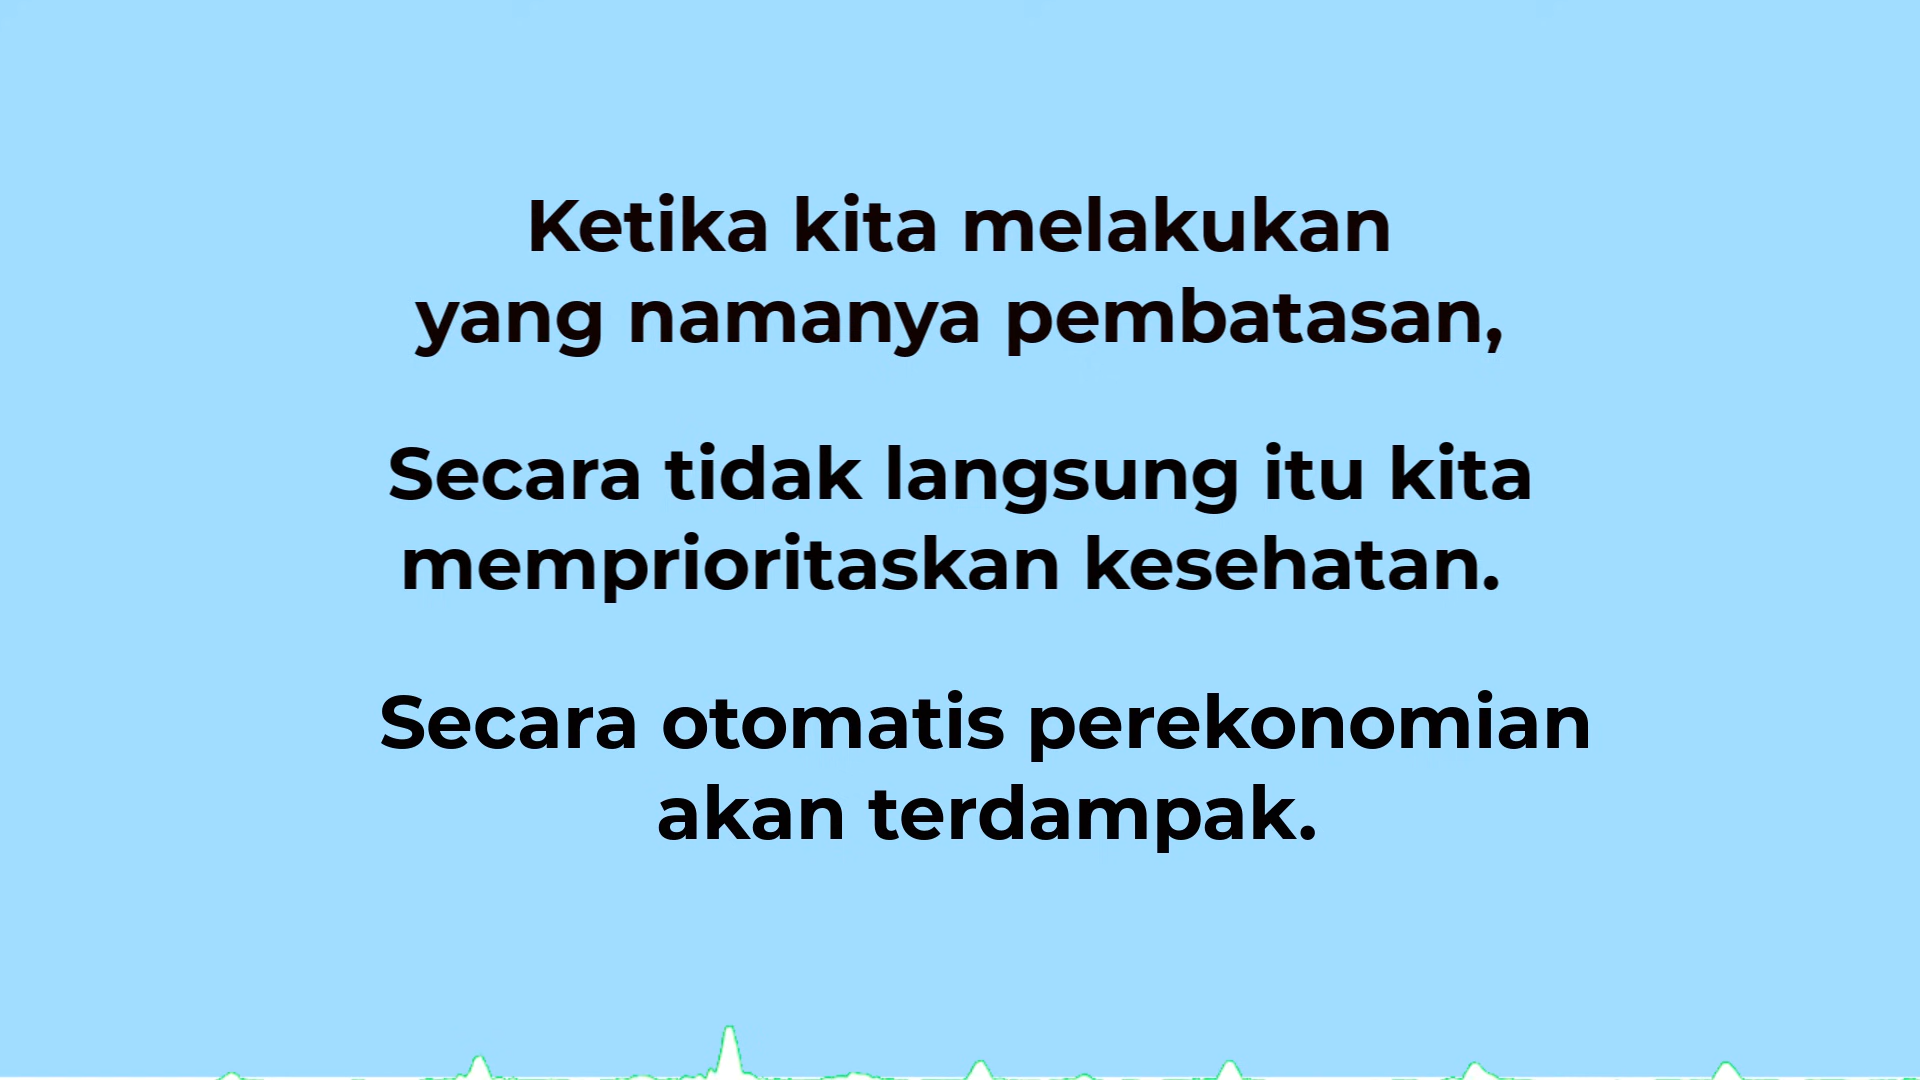 Ketika kita melakukan
yang namanya pembatasan,
Secara tidak langsung itu kita
memprioritaskan kesehatan.
Secara otomatis perekonomian
akan terdampak.